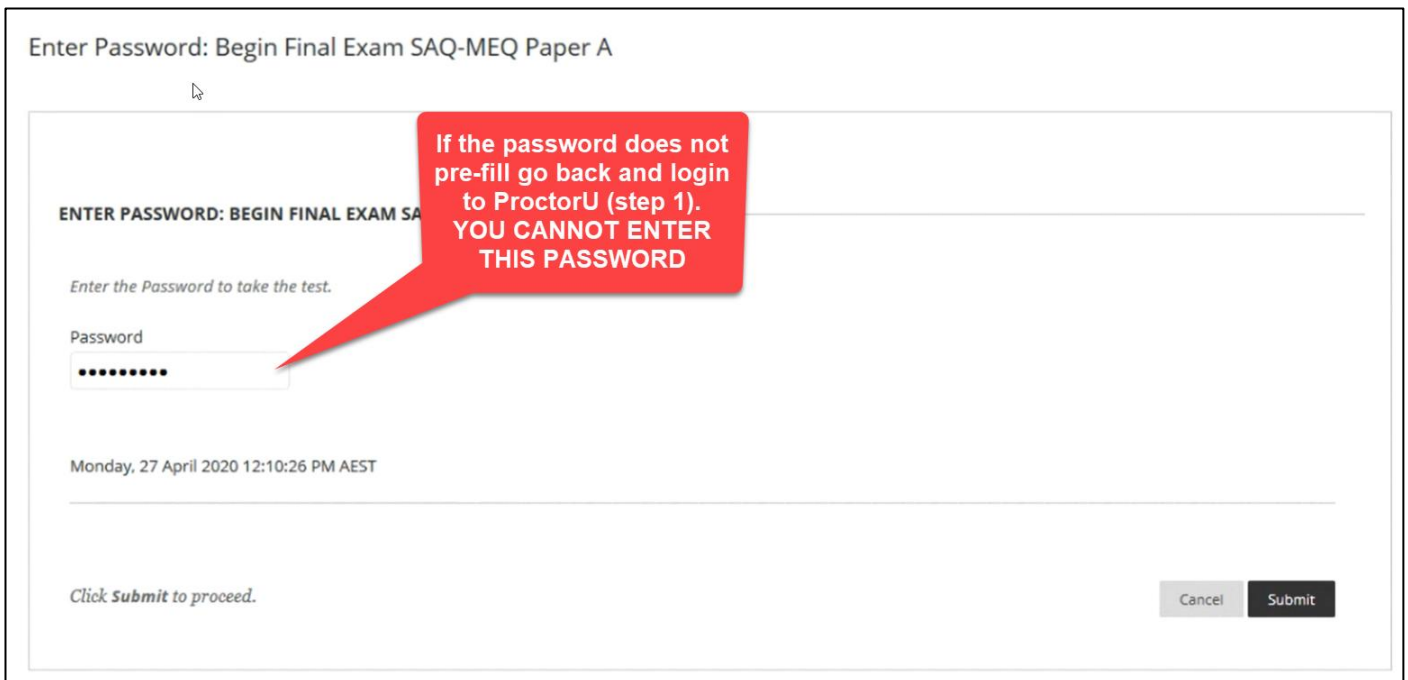 Enter Password: Begin Final Exam SAQ-MEQ Paper A
If the password does not
pre-fill go back and login
to ProctorU (step 1).
YOU CANNOT ENTER
THIS PASSWORD
ENTER PASSWORD: BEGIN FINAL EXAM SA
Enter the Password to take the test.
Password
•••••••••
Monday, 27 April 2020 12:10:26 PM AEST
Click Submit to proceed.
Cancel
Submit